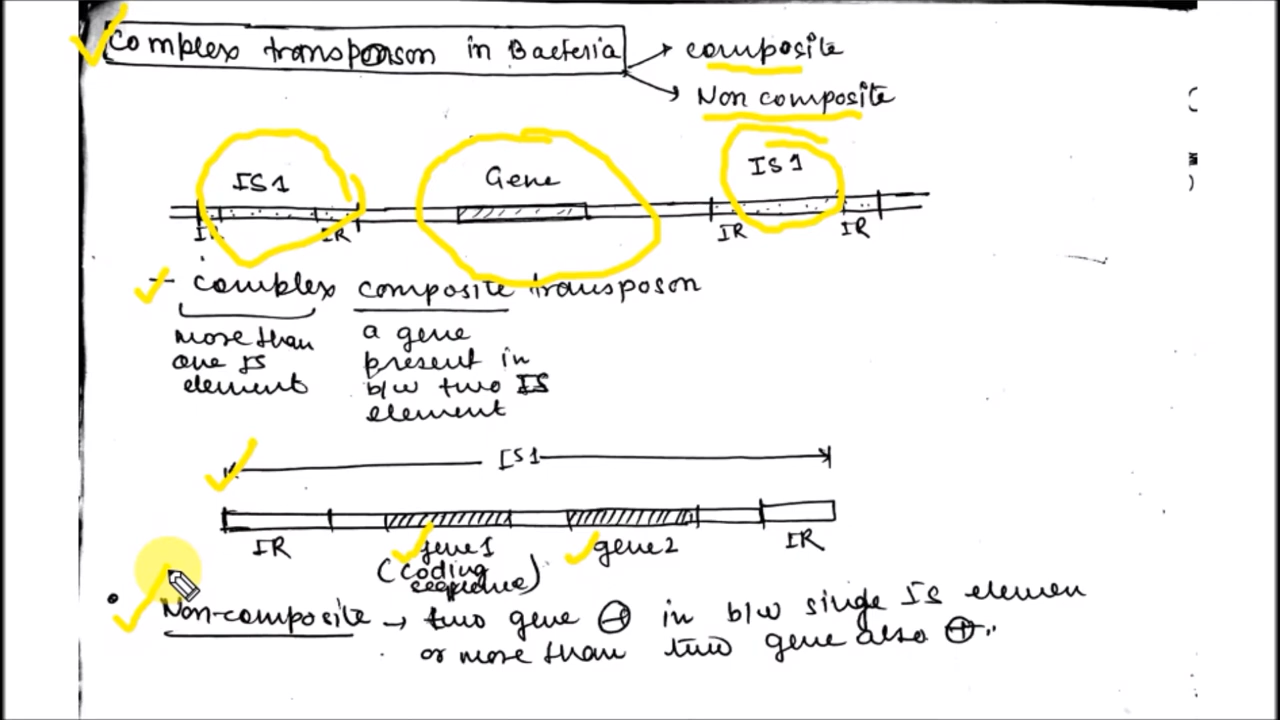 Complex transposon in Bacteria
composite
Non composite
IS1
Gene
IS1
IR
IR
IR
IR
- complex composite transposon
more than
one IS
element
a gene
present in
b/w two IS
element
IS1
IR
gene1
(coding
sequence)
gene2
IR
Non-composite → two gene ⊕ in b/w single IS elemen
or more than two gene also ⊕